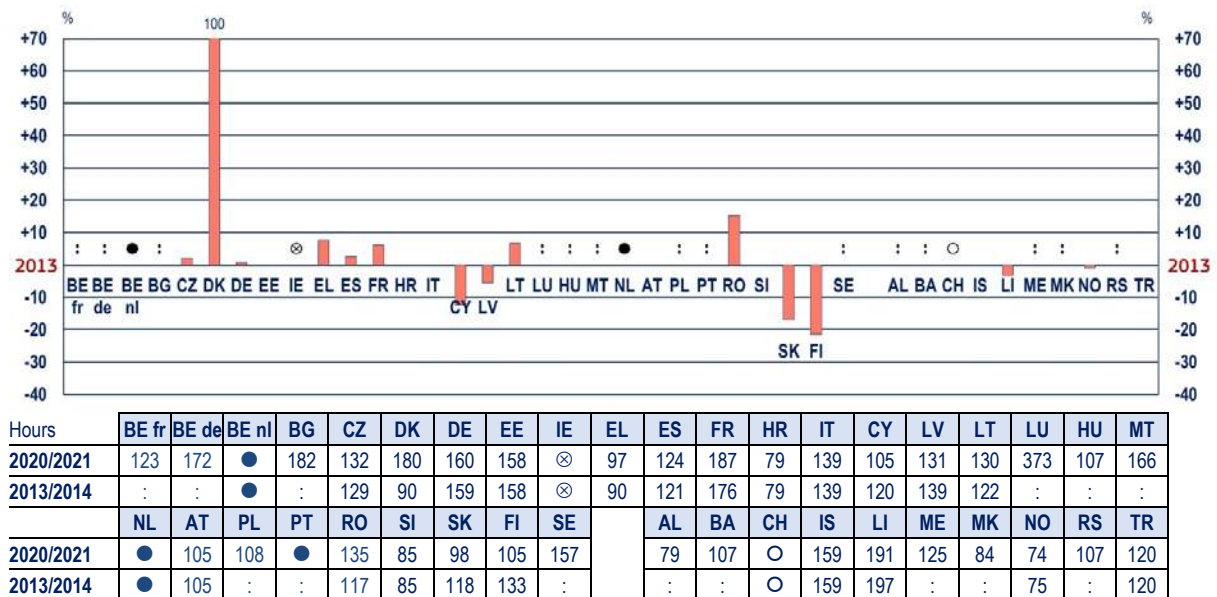 % 100 %
+70 +70
+60 +60
+50 +50
+40 +40
+30 +30
+20 +20
+10 +10
: : ● : ⊗ : : : ● : : : : : ○ : : :
2013 2013
BE BE BE BG CZ DK DE EE IE EL ES FR HR IT LT LU HU MT NL AT PL PT RO SI SE AL BA CH IS LI ME MK NO RS TR
-10 fr de nl CY LV -10
-20 -20
SK FI
-30 -30
-40 -40
Hours BE fr BE de BE nl BG CZ DK DE EE IE EL ES FR HR IT CY LV LT LU HU MT
2020/2021 123 172 ● 182 132 180 160 158 ⊗ 97 124 187 79 139 105 131 130 373 107 166
2013/2014 : : ● : 129 90 159 158 ⊗ 90 121 176 79 139 120 139 122 : : :
NL AT PL PT RO SI SK FI SE AL BA CH IS LI ME MK NO RS TR
2020/2021 ● 105 108 ● 135 85 98 105 157 79 107 ○ 159 191 125 84 74 107 120
2013/2014 ● 105 : : 117 85 118 133 : : : ○ 159 197 : : 75 : 120